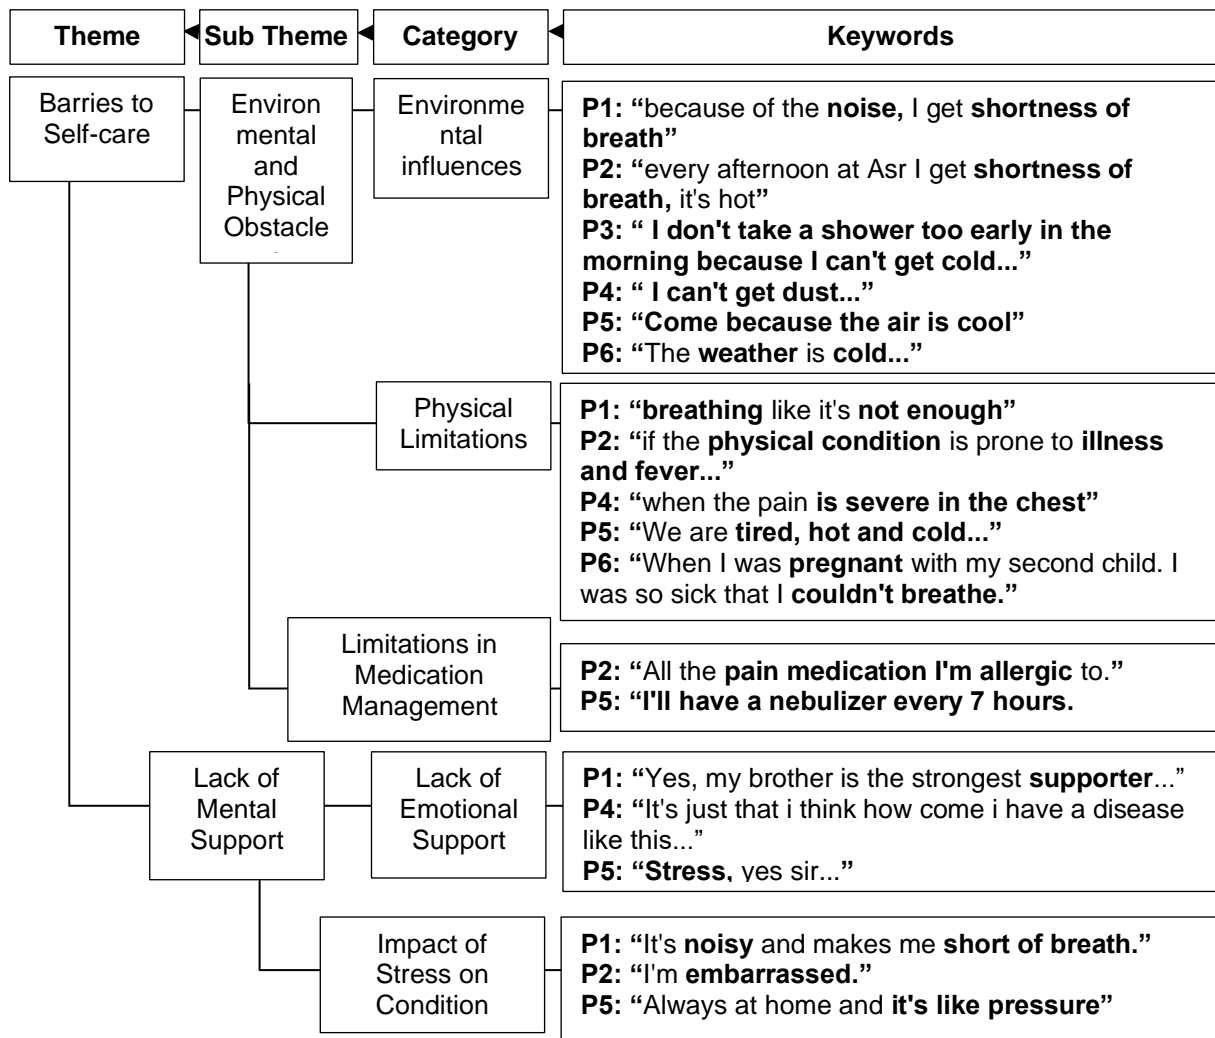 Theme
Sub Theme
Category
Keywords
Barries to
Self-care
Environ
mental
and
Physical
Obstacle
Environme
ntal
influences
P1: “because of the noise, I get shortness of
breath”
P2: “every afternoon at Asr I get shortness of
breath, it's hot”
P3: “ I don't take a shower too early in the
morning because I can't get cold...”
P4: “ I can't get dust...”
P5: “Come because the air is cool”
P6: “The weather is cold...”
Physical
Limitations
P1: “breathing like it's not enough”
P2: “if the physical condition is prone to illness
and fever...”
P4: “when the pain is severe in the chest”
P5: “We are tired, hot and cold...”
P6: “When I was pregnant with my second child. I
was so sick that I couldn't breathe.”
Limitations in
Medication
Management
P2: “All the pain medication I'm allergic to.”
P5: “I'll have a nebulizer every 7 hours.
Lack of
Mental
Support
Lack of
Emotional
Support
P1: “Yes, my brother is the strongest supporter...”
P4: “It's just that i think how come i have a disease
like this...”
P5: “Stress, yes sir...”
Impact of
Stress on
Condition
P1: “It's noisy and makes me short of breath.”
P2: “I'm embarrassed.”
P5: “Always at home and it's like pressure”